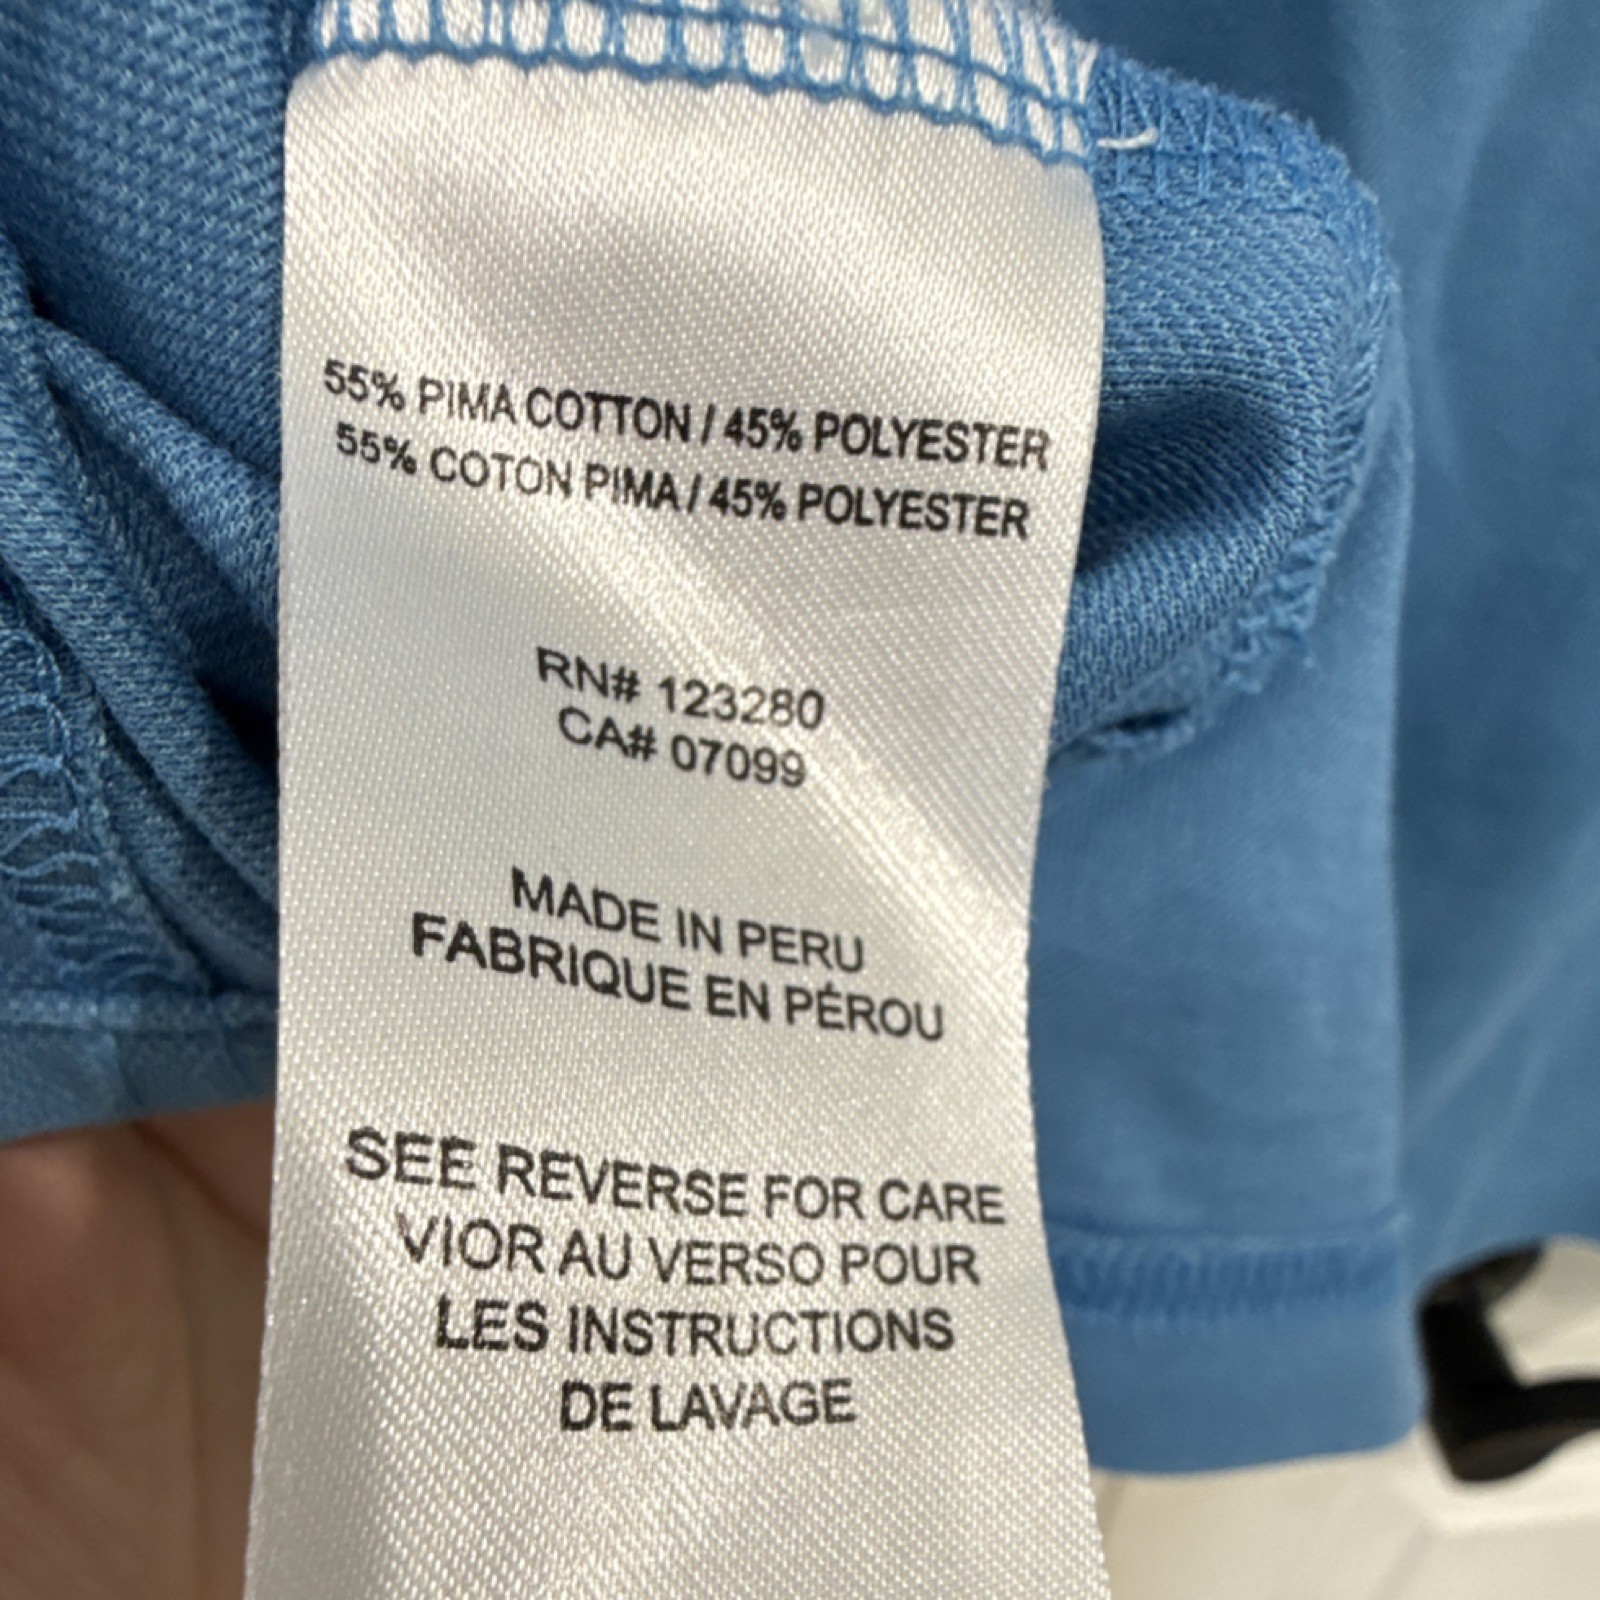 55% PIMA COTTON / 45% POLYESTER
55% COTON PIMA / 45% POLYESTER
RN# 123280
CA# 07099
MADE IN PERU
FABRIQUE EN PÉROU
SEE REVERSE FOR CARE
VIOR AU VERSO POUR
LES INSTRUCTIONS
DE LAVAGE